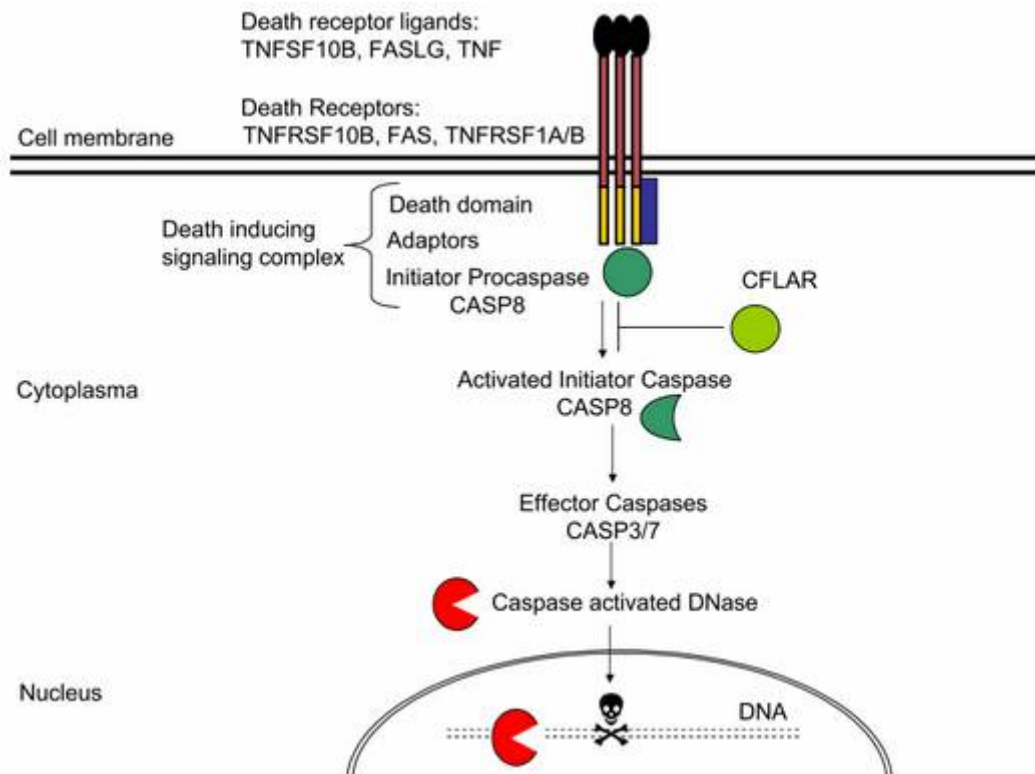 Death receptor ligands:
TNFSF10B, FASLG, TNF
Death Receptors:
TNFRSF10B, FAS, TNFRSF1A/B
Cell membrane
Death domain
Death inducing
signaling complex
Adaptors
Initiator Procaspase
CASP8
CFLAR
Activated Initiator Caspase
CASP8
Cytoplasma
Effector Caspases
CASP3/7
Caspase activated DNase
Nucleus
DNA